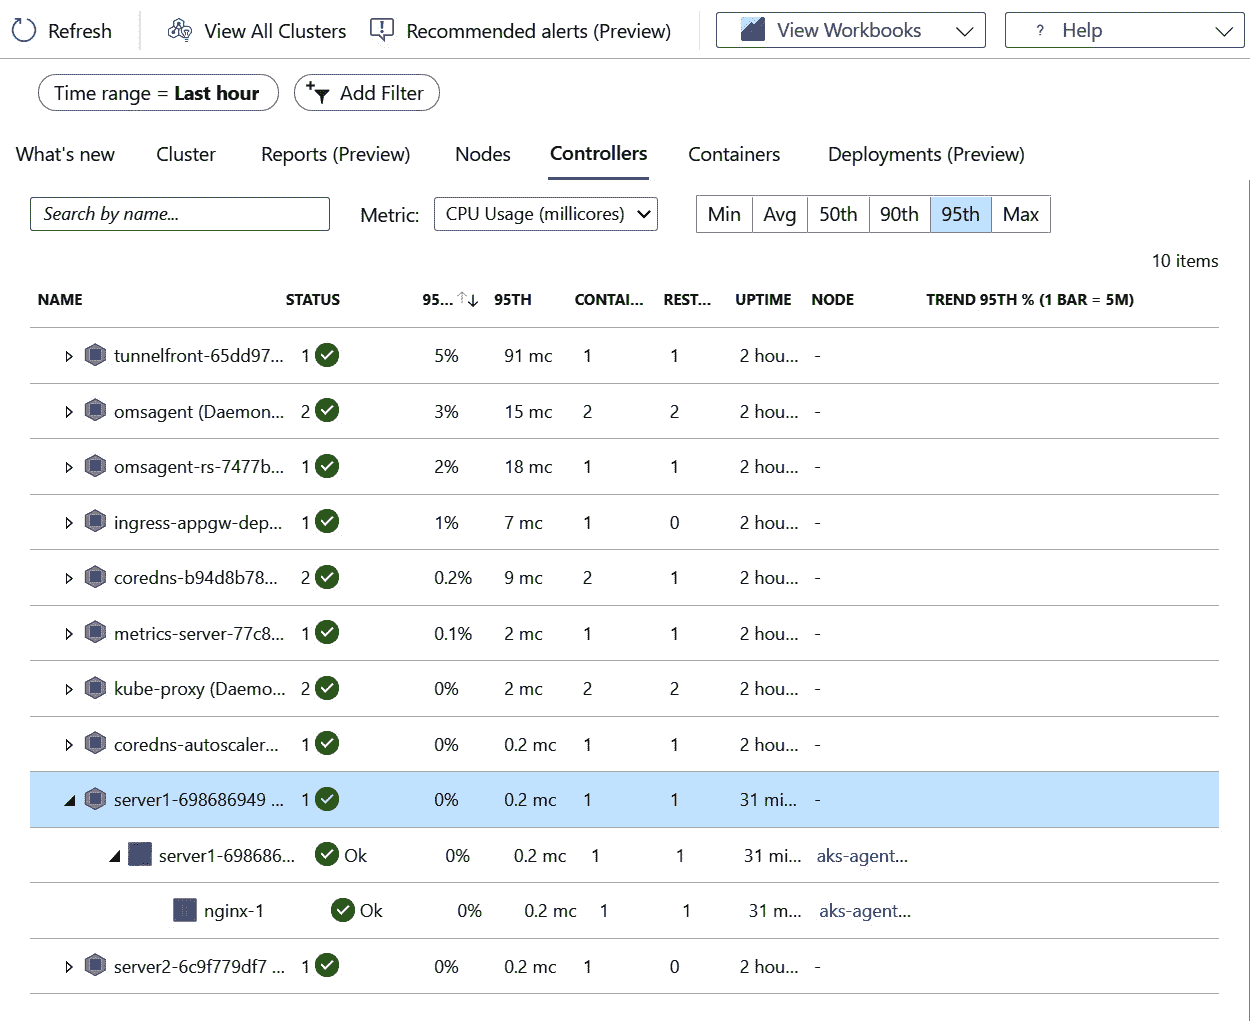 Refresh View All Clusters Recommended alerts (Preview) View Workbooks ? Help
Time range = Last hour Add Filter
What's new Cluster Reports (Preview) Nodes Controllers Containers Deployments (Preview)
Search by name... Metric: CPU Usage (millicores) Min Avg 50th 90th 95th Max
10 items
NAME STATUS 95... 95TH CONTAI... REST... UPTIME NODE TREND 95TH % (1 BAR = 5M)
tunnelfront-65dd97... 1 5% 91 mc 1 1 2 hou... -
omsagent (Daemon... 2 3% 15 mc 2 2 2 hou... -
omsagent-rs-7477b... 1 2% 18 mc 1 1 2 hou... -
ingress-appgw-dep... 1 1% 7 mc 1 0 2 hou... -
coredns-b94d8b78... 2 0.2% 9 mc 2 1 2 hou... -
metrics-server-77c8... 1 0.1% 2 mc 1 1 2 hou... -
kube-proxy (Daemo... 2 0% 2 mc 2 2 2 hou... -
coredns-autoscaler... 1 0% 0.2 mc 1 1 2 hou... -
server1-698686949 ... 1 0% 0.2 mc 1 1 31 mi... -
server1-698686... Ok 0% 0.2 mc 1 1 31 mi... aks-agent...
nginx-1 Ok 0% 0.2 mc 1 1 31 m... aks-agent...
server2-6c9f779df7 ... 1 0% 0.2 mc 1 0 2 hou... -